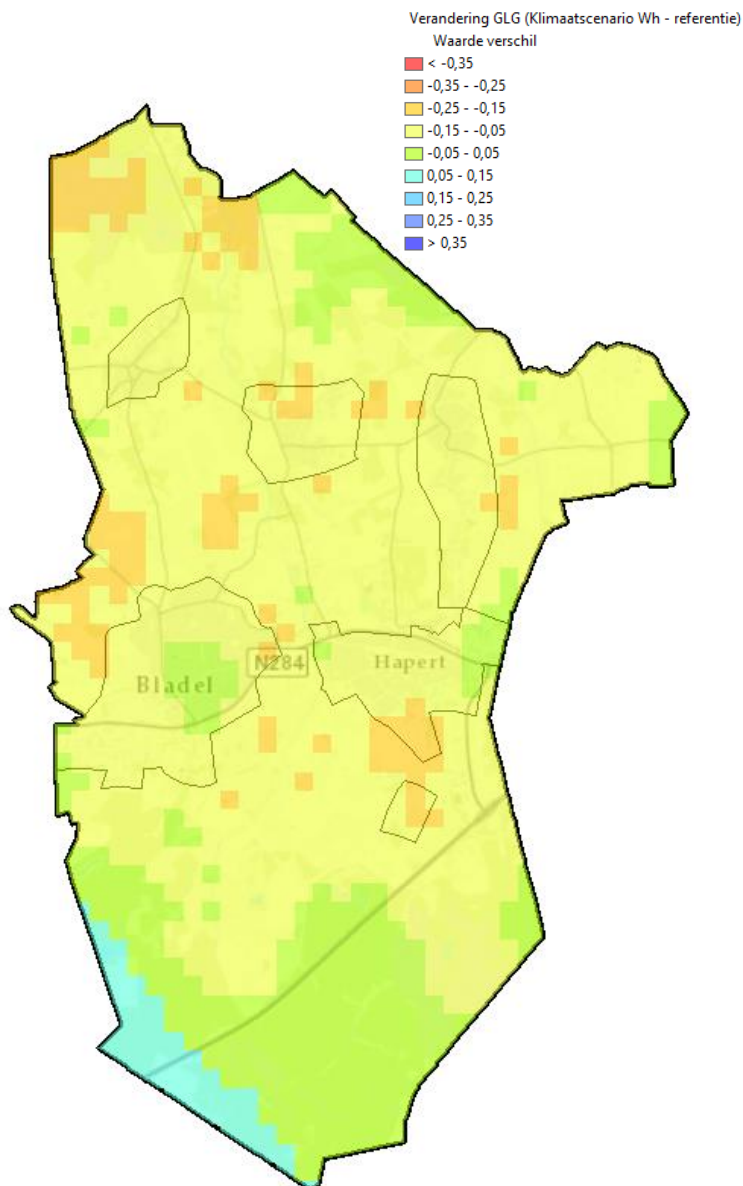 Verandering GLG (Klimaatscenario Wh - referentie)
Waarde verschil
< -0,35
-0,35 - -0,25
-0,25 - -0,15
-0,15 - -0,05
-0,05 - 0,05
0,05 - 0,15
0,15 - 0,25
0,25 - 0,35
> 0,35
N284
Hapert
Bladel